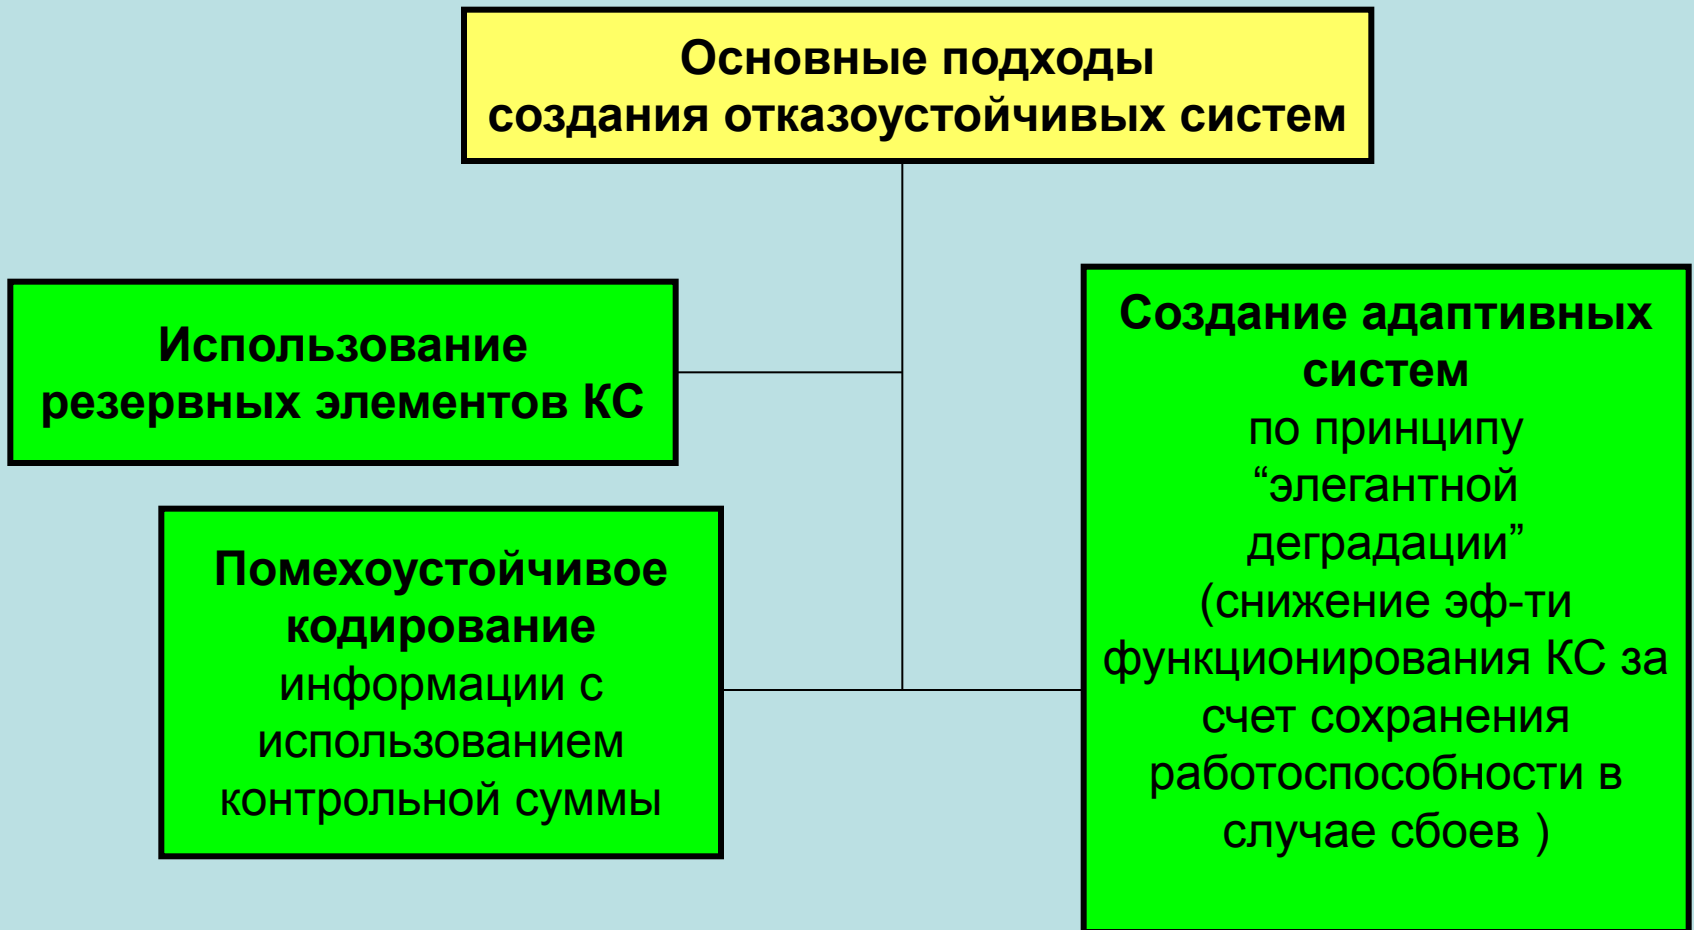 Основные подходы
создания отказоустойчивых систем
Использование
резервных элементов КС
Помехоустойчивое
кодирование
информации с
использованием
контрольной суммы
Создание адаптивных
систем
по принципу
“элегантной
деградации”
(снижение эф-ти
функционирования КС за
счет сохранения
работоспособности в
случае сбоев )